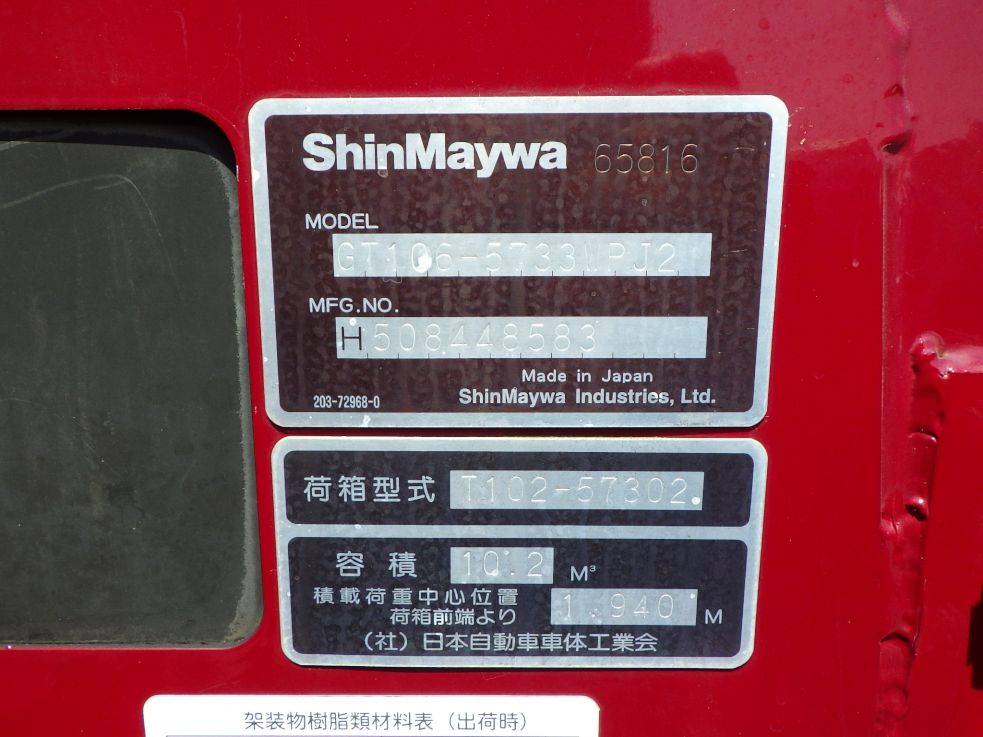 ShinMaywa 65816
MODEL
GT106-5733WPJ2
MFG.NO.
H508448583
Made in Japan
203-72968-0 ShinMaywa Industries, Ltd.
荷箱型式 T102-57302
容積 10.2 M³
積載荷重中心位置
荷箱前端より 1.940 M
(社)日本自動車車体工業会
架装物樹脂類材料表(出荷時)